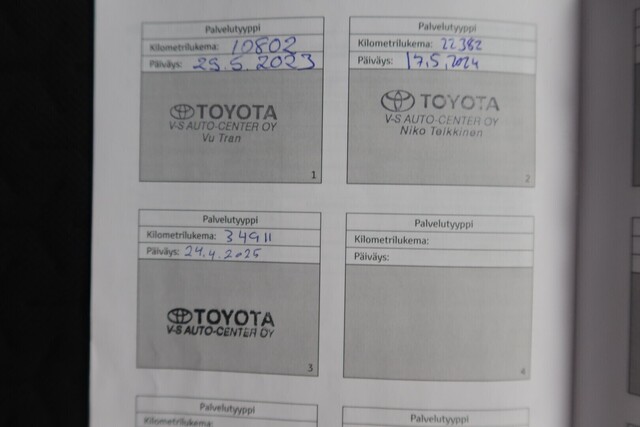 Palvelutyyppi
Kilometrilukema: 10802
Päiväys: 25.5.2023
TOYOTA
V-S AUTO-CENTER OY
Vu Tran
1
Palvelutyyppi
Kilometrilukema: 22382
Päiväys: 17.5.2024
TOYOTA
V-S AUTO-CENTER OY
Niko Teikkinen
2
Palvelutyyppi
Kilometrilukema: 34911
Päiväys: 24.4.2025
TOYOTA
V-S AUTO-CENTER OY
3
Palvelutyyppi
Kilometrilukema:
Päiväys:
4
Palvelutyyppi
Kilometrilukema:
Palvelutyyppi